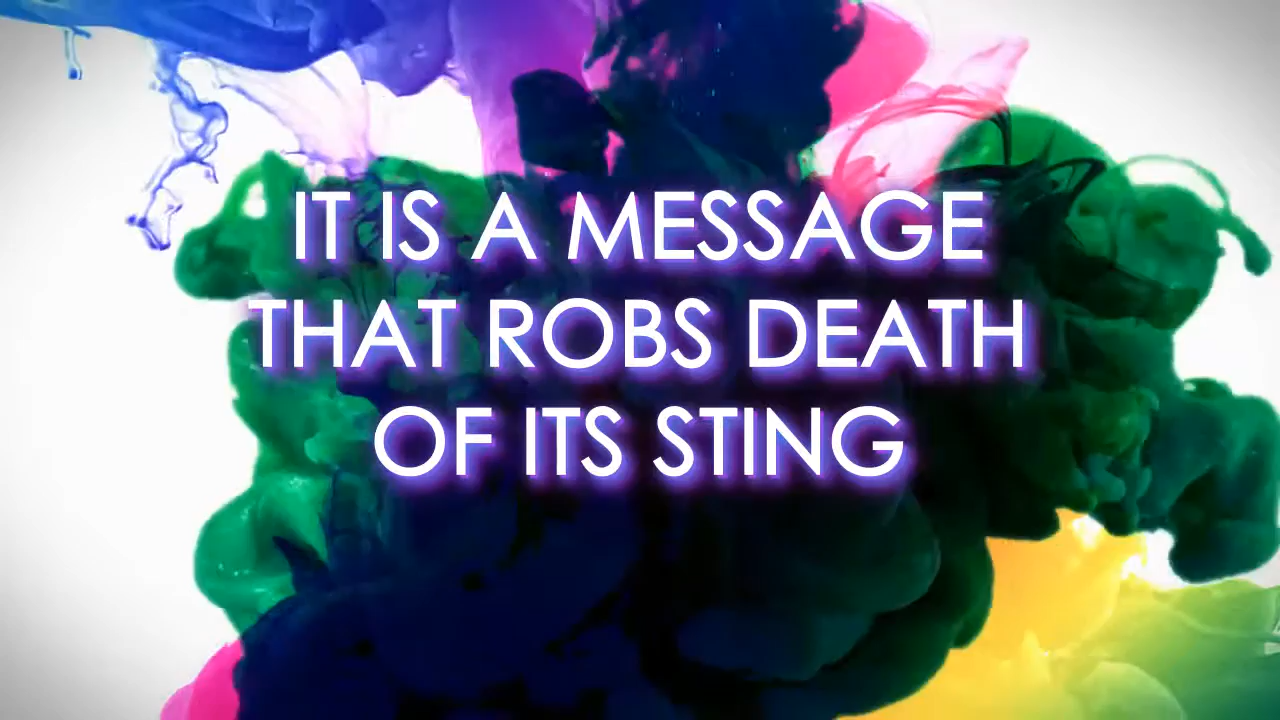 IT IS A MESSAGE
THAT ROBS DEATH
OF ITS STING